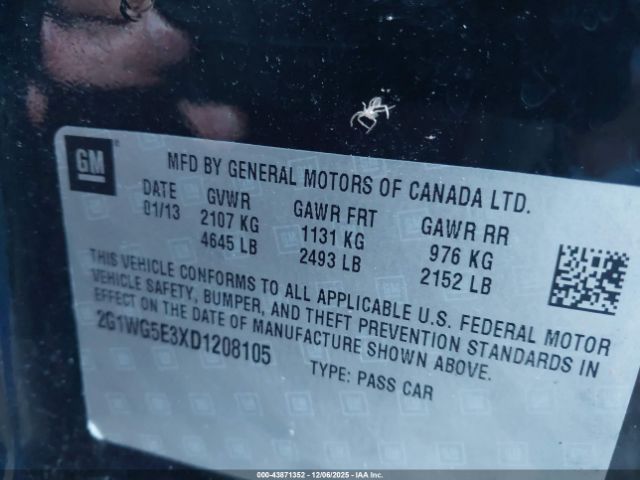 GM
MFD BY GENERAL MOTORS OF CANADA LTD.
DATE GVWR GAWR FRT GAWR RR
01/13 2107 KG 1131 KG 976 KG
4645 LB 2493 LB 2152 LB
THIS VEHICLE CONFORMS TO ALL APPLICABLE U.S. FEDERAL MOTOR
VEHICLE SAFETY, BUMPER, AND THEFT PREVENTION STANDARDS IN
EFFECT ON THE DATE OF MANUFACTURE SHOWN ABOVE.
2G1WG5E3XD1208105
TYPE: PASS CAR
000-43871352 | 12/06/2025 - IAA Inc.